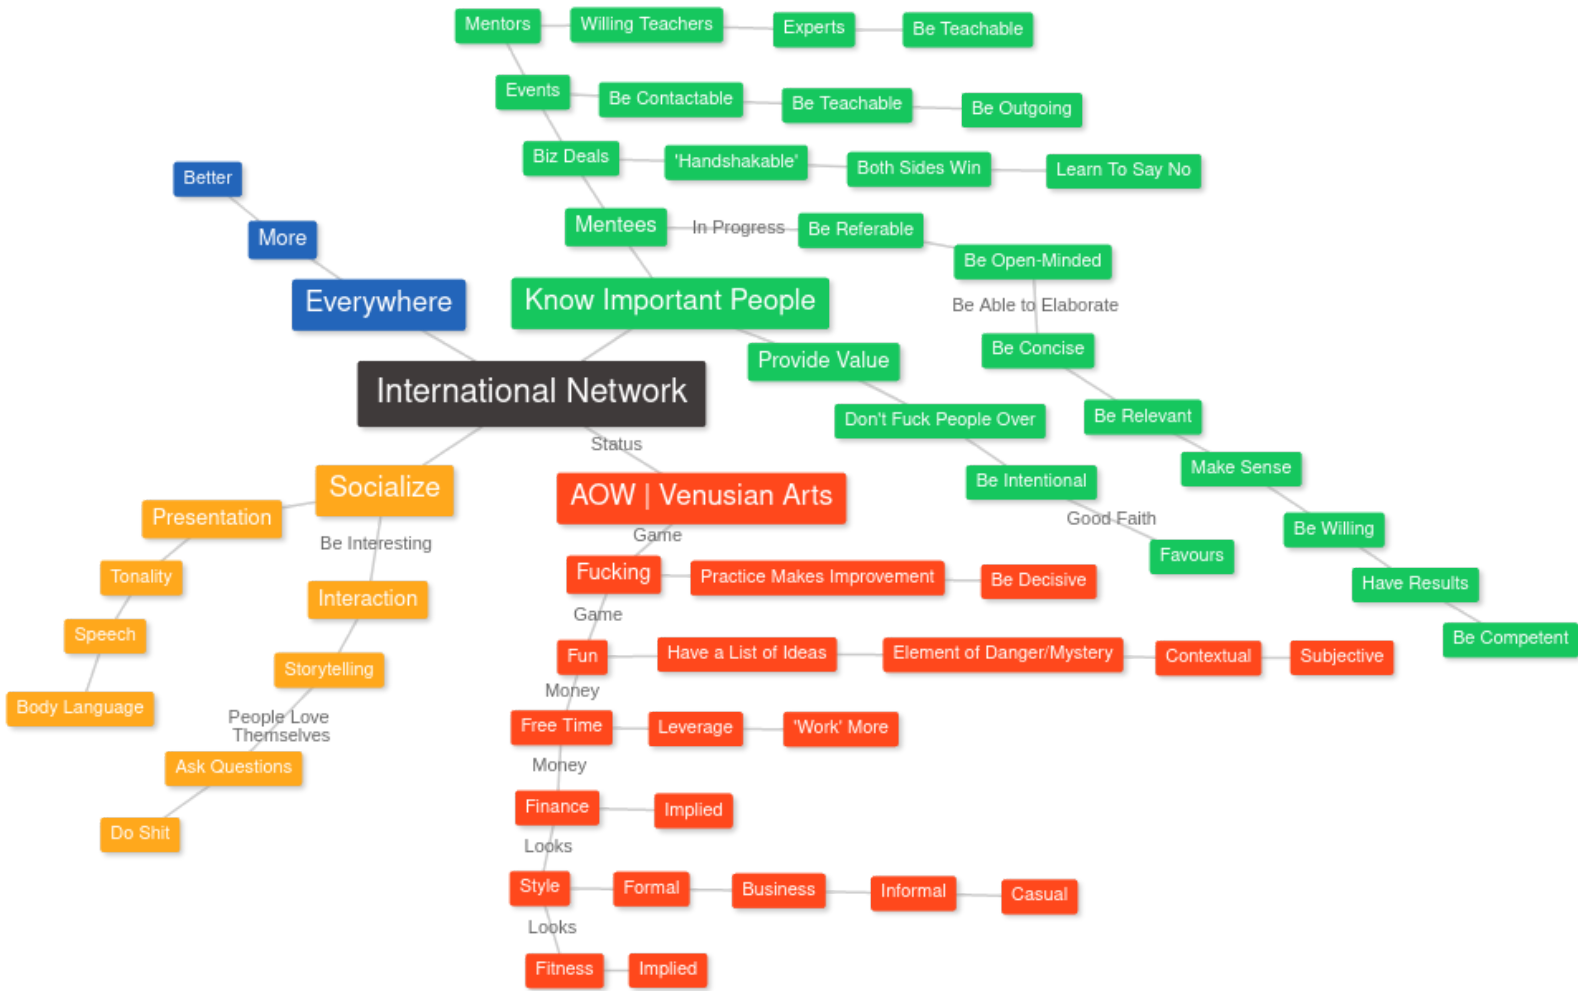 Mentors
Willing Teachers
Experts
Be Teachable
Events
Be Contactable
Be Teachable
Be Outgoing
Biz Deals
'Handshakable'
Both Sides Win
Learn To Say No
Better
More
Everywhere
Mentees
In Progress
Be Referable
Be Open-Minded
Be Able to Elaborate
Be Concise
Be Relevant
Make Sense
Be Willing
Have Results
Be Competent
Know Important People
Provide Value
Don't Fuck People Over
Be Intentional
Good Faith
Favours
International Network
Status
Socialize
Presentation
Tonality
Speech
Body Language
Be Interesting
Interaction
Storytelling
People Love
Themselves
Ask Questions
Do Shit
AOW | Venusian Arts
Game
Fucking
Practice Makes Improvement
Be Decisive
Game
Fun
Have a List of Ideas
Element of Danger/Mystery
Contextual
Subjective
Money
Free Time
Leverage
'Work' More
Money
Finance
Implied
Looks
Style
Formal
Business
Informal
Casual
Looks
Fitness
Implied